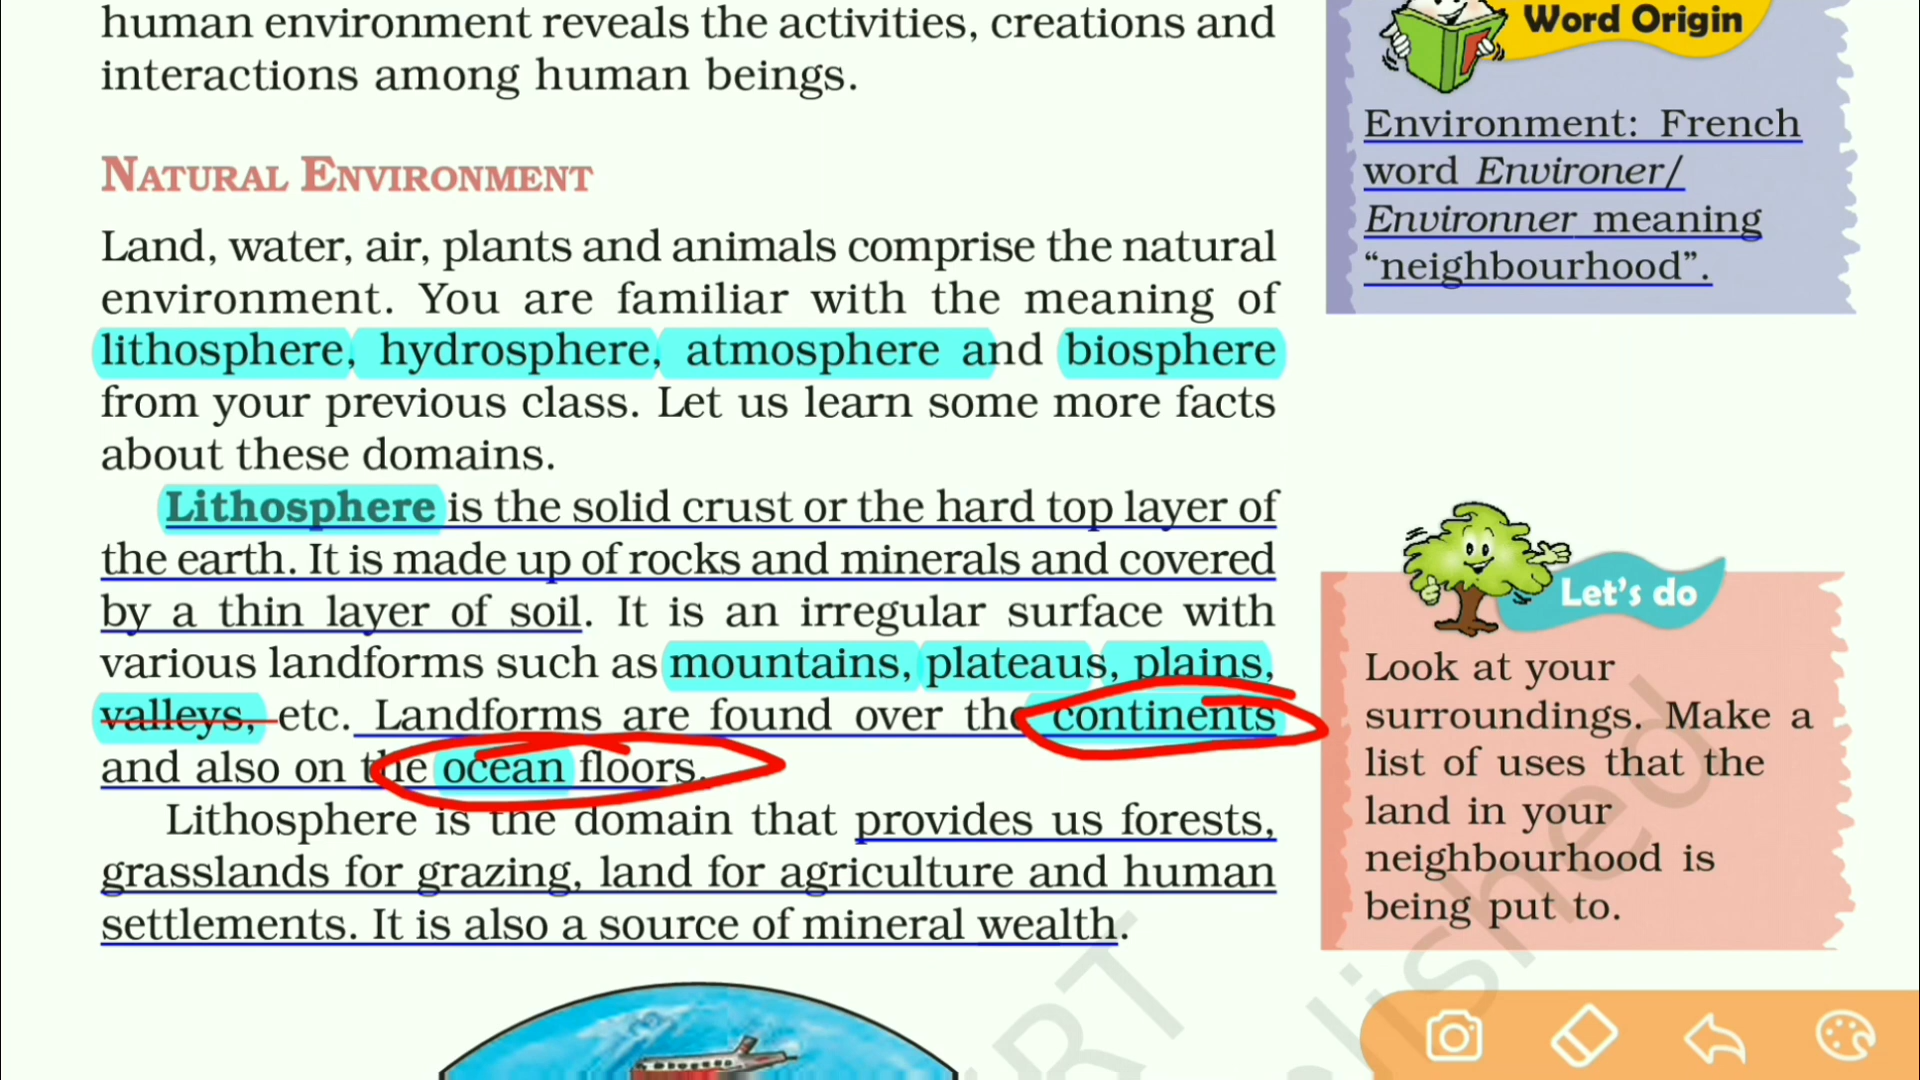 human environment reveals the activities, creations and
interactions among human beings.
NATURAL ENVIRONMENT
Land, water, air, plants and animals comprise the natural
environment. You are familiar with the meaning of
lithosphere, hydrosphere, atmosphere and biosphere
from your previous class. Let us learn some more facts
about these domains.
Lithosphere is the solid crust or the hard top layer of
the earth. It is made up of rocks and minerals and covered
by a thin layer of soil. It is an irregular surface with
various landforms such as mountains, plateaus, plains,
valleys, etc. Landforms are found over the continents
and also on the ocean floors.
Lithosphere is the domain that provides us forests,
grasslands for grazing, land for agriculture and human
settlements. It is also a source of mineral wealth.
Word Origin
Environment: French
word Environer/
Environner meaning
“neighbourhood”.
Let's do
Look at your
surroundings. Make a
list of uses that the
land in your
neighbourhood is
being put to.